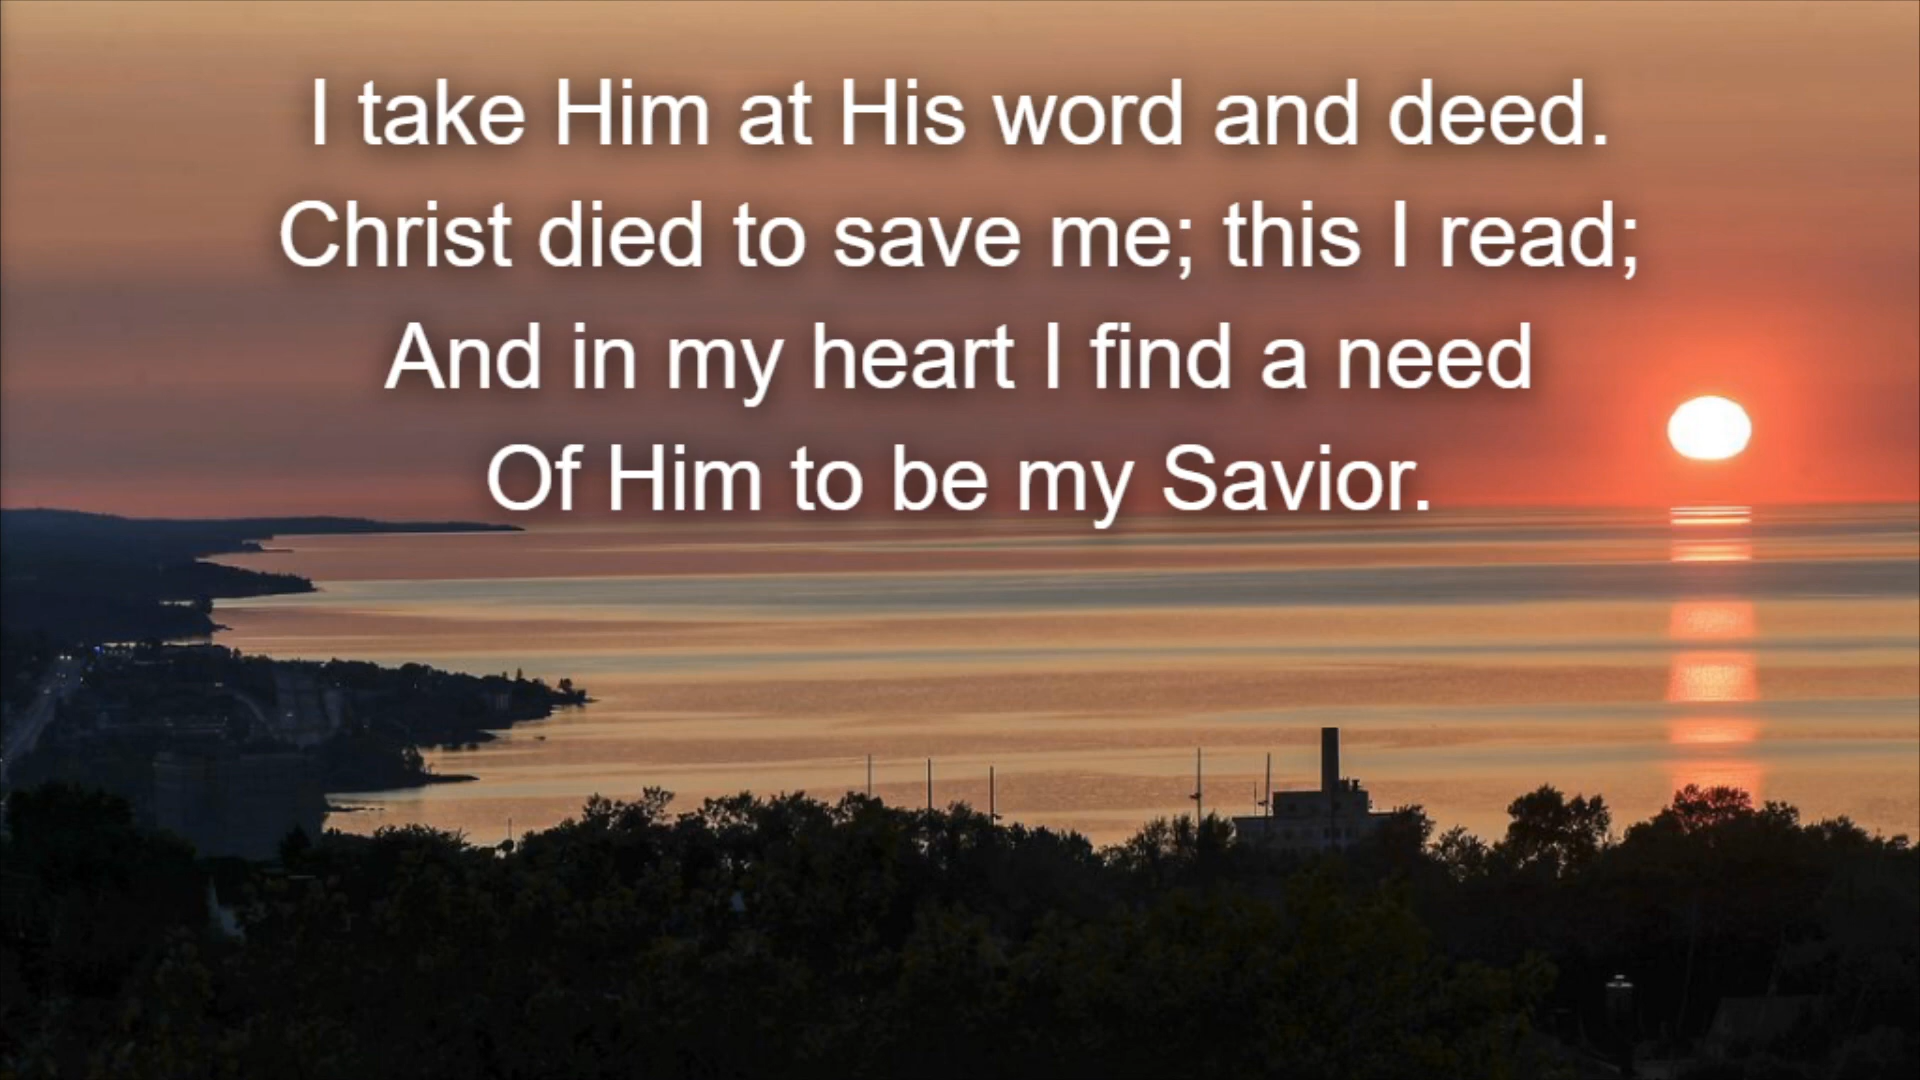 I take Him at His word and deed.
Christ died to save me; this I read;
And in my heart I find a need
Of Him to be my Savior.